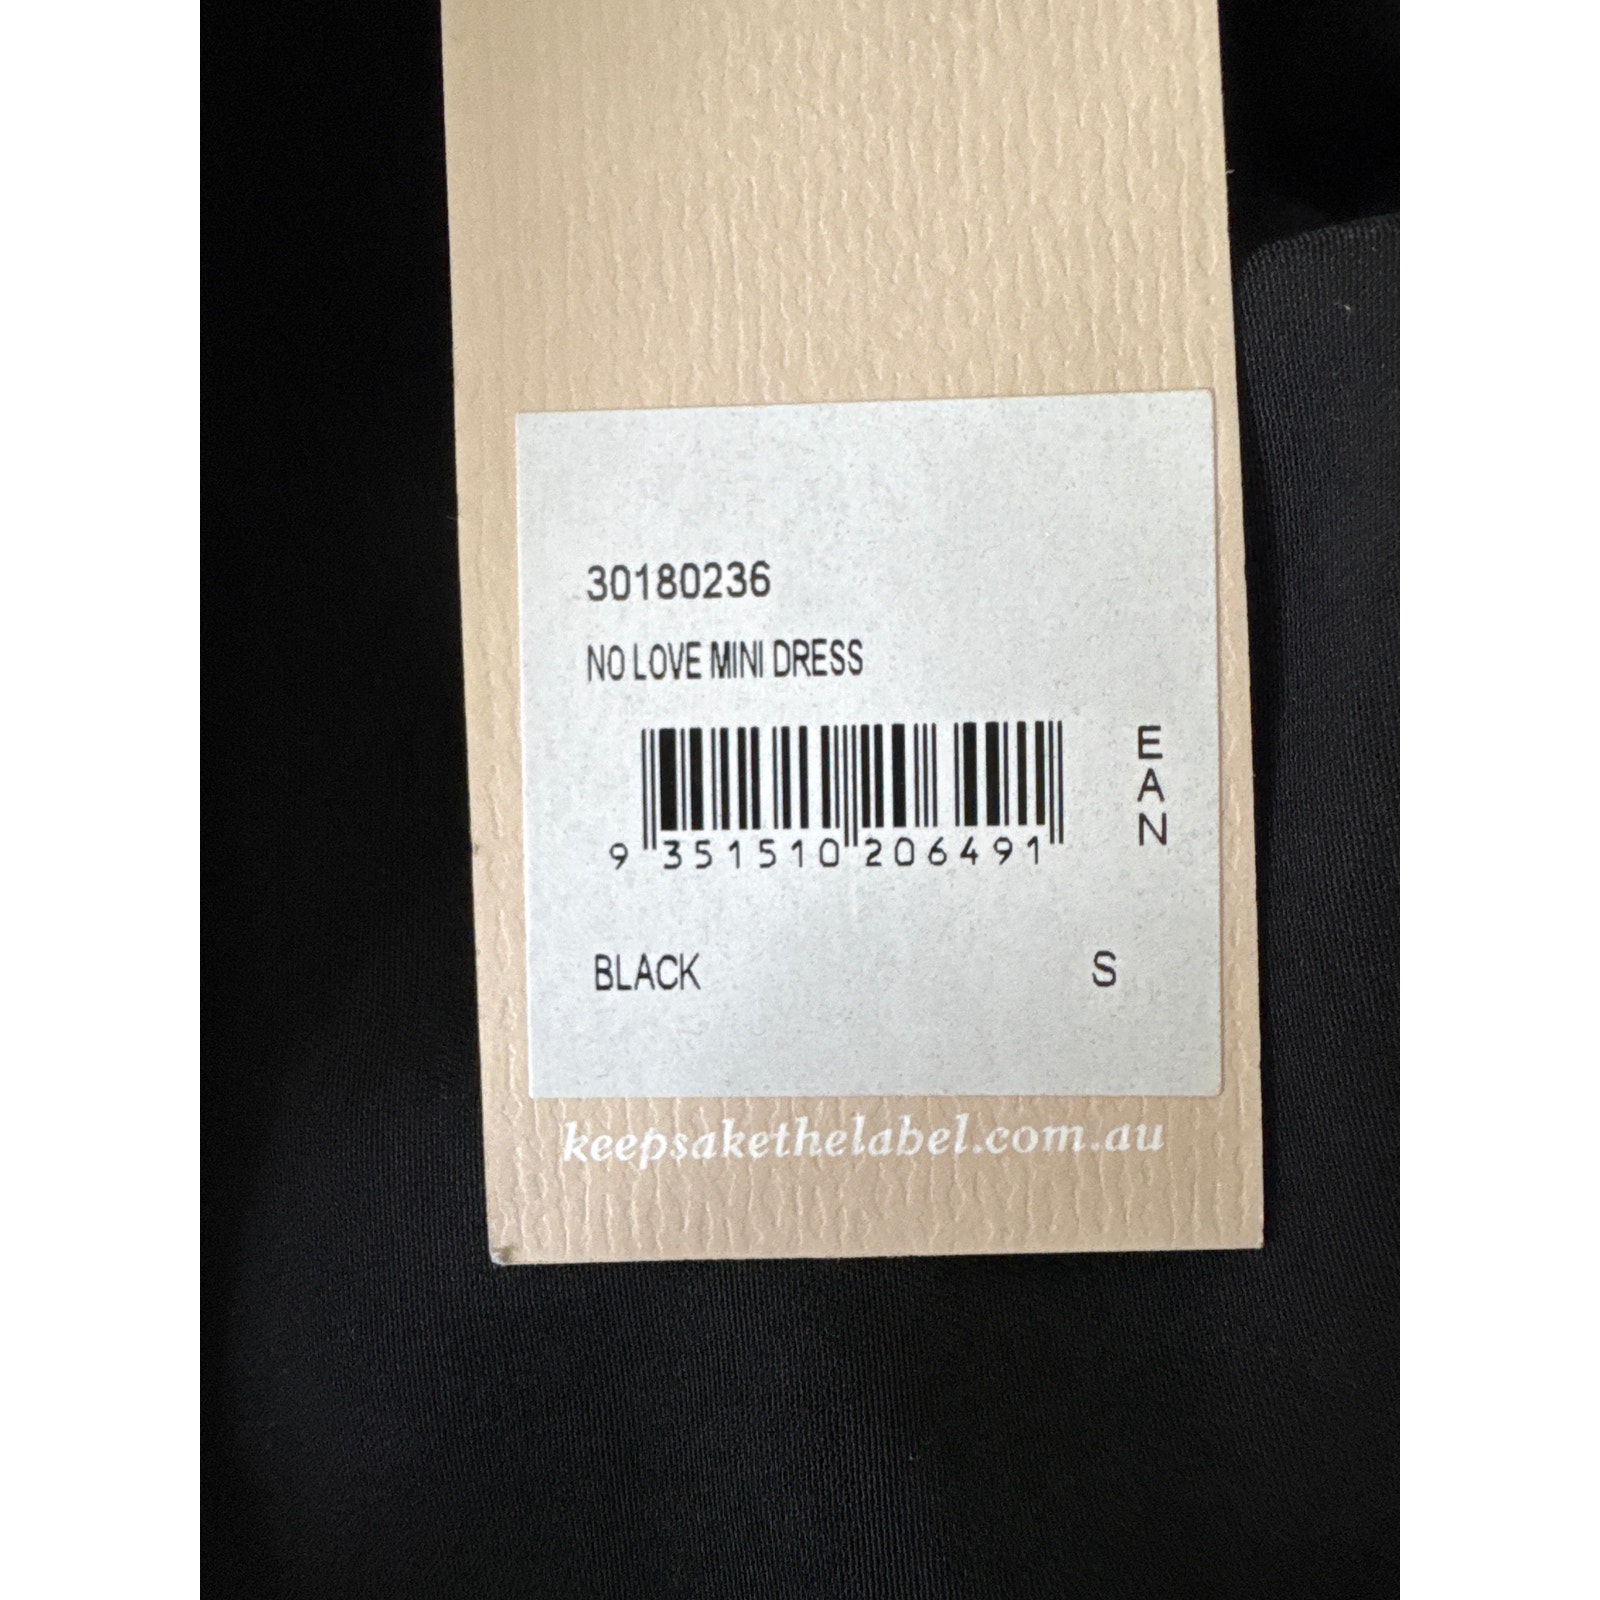 30180236
NO LOVE MINI DRESS
9 351510 206491
EAN
BLACK S
keepsakethelabel.com.au